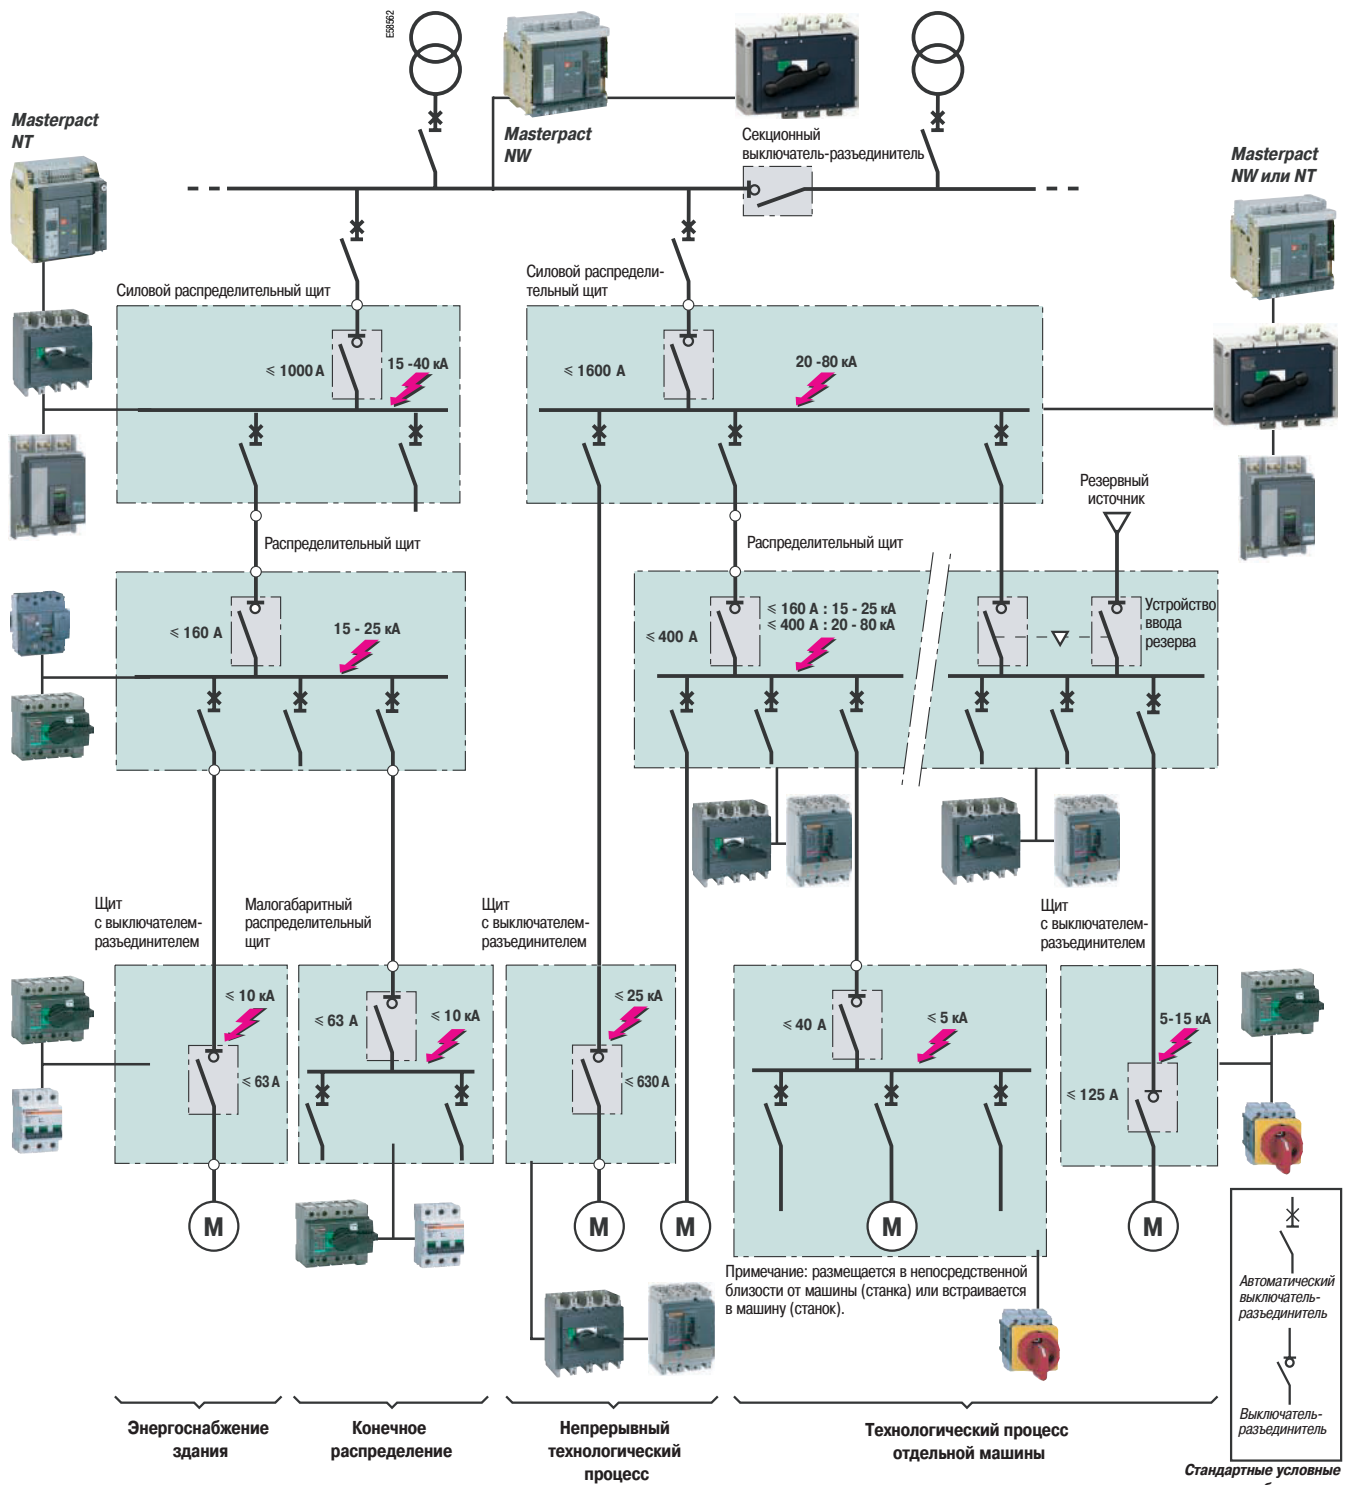 E58562
Masterpact
NT
Masterpact
NW
Секционный
выключатель-разъединитель
Masterpact
NW или NT
Силовой распределительный щит
Силовой распредели-
тельный щит
≤ 1000 А
15 -40 кА
≤ 1600 А
20 -80 кА
Резервный
источник
Распределительный щит
Распределительный щит
≤ 160 А
15 - 25 кА
≤ 400 А
≤ 160 А : 15 - 25 кА
≤ 400 А : 20 - 80 кА
Устройство
ввода
резерва
Щит
с выключателем-
разъединителем
Малогабаритный
распределительный
щит
Щит
с выключателем-
разъединителем
Щит
с выключателем-
разъединителем
≤ 10 кА
≤ 63 А
≤ 63 А
≤ 10 кА
≤ 25 кА
≤ 630 А
≤ 40 А
≤ 5 кА
5-15 кА
≤ 125 А
М
М
М
М
М
Примечание: размещается в непосредственной
близости от машины (станка) или встраивается
в машину (станок).
Автоматический
выключатель-
разъединитель
Выключатель-
разъединитель
Стандартные условные
Энергоснабжение
здания
Конечное
распределение
Непрерывный
технологический
процесс
Технологический процесс
отдельной машины